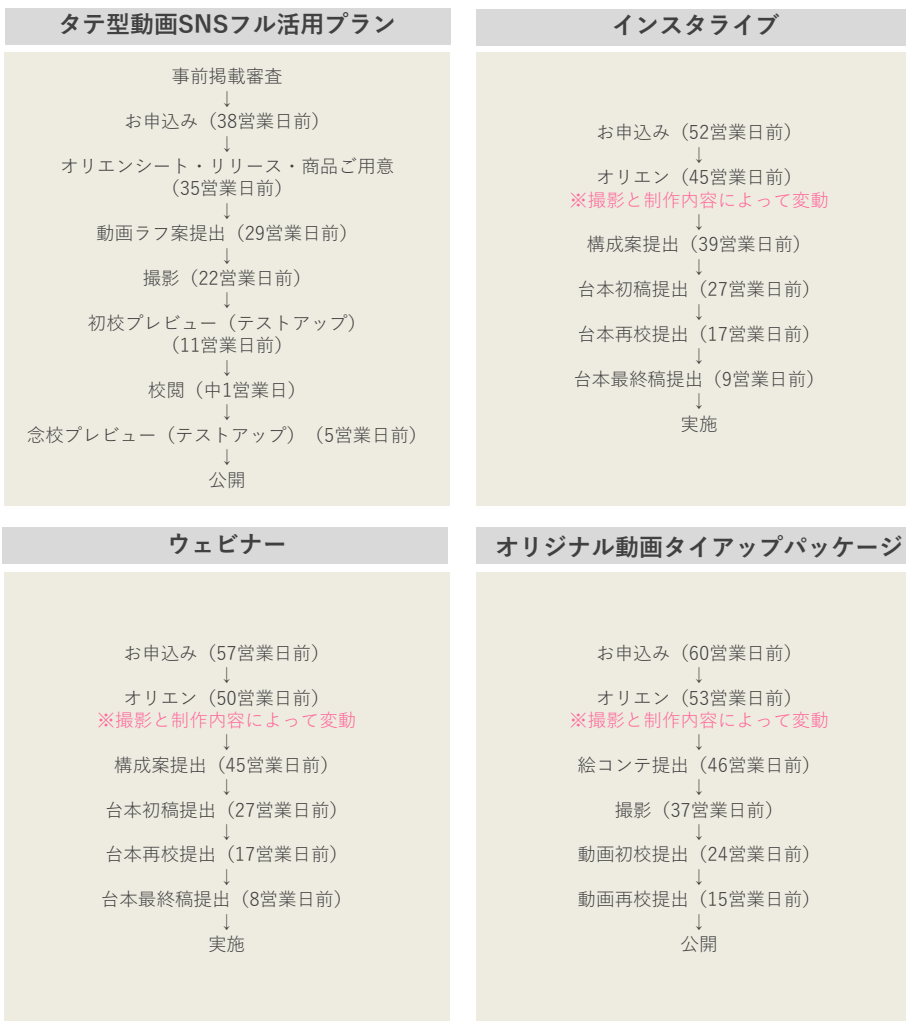 タテ型動画SNSフル活用プラン
事前掲載審査
↓
お申込み（38営業日前）
↓
オリエンシート・リリース・商品ご用意
（35営業日前）
↓
動画ラフ案提出（29営業日前）
↓
撮影（22営業日前）
↓
初校プレビュー（テストアップ）
（11営業日前）
↓
校閲（中1営業日）
↓
念校プレビュー（テストアップ）（5営業日前）
↓
公開
インスタライブ
お申込み（52営業日前）
↓
オリエン（45営業日前）
※撮影と制作内容によって変動
↓
構成案提出（39営業日前）
↓
台本初稿提出（27営業日前）
↓
台本再校提出（17営業日前）
↓
台本最終稿提出（9営業日前）
↓
実施
ウェビナー
お申込み（57営業日前）
↓
オリエン（50営業日前）
※撮影と制作内容によって変動
↓
構成案提出（45営業日前）
↓
台本初稿提出（27営業日前）
↓
台本再校提出（17営業日前）
↓
台本最終稿提出（8営業日前）
↓
実施
オリジナル動画タイアップパッケージ
お申込み（60営業日前）
↓
オリエン（53営業日前）
※撮影と制作内容によって変動
↓
絵コンテ提出（46営業日前）
↓
撮影（37営業日前）
↓
動画初校提出（24営業日前）
↓
動画再校提出（15営業日前）
↓
公開